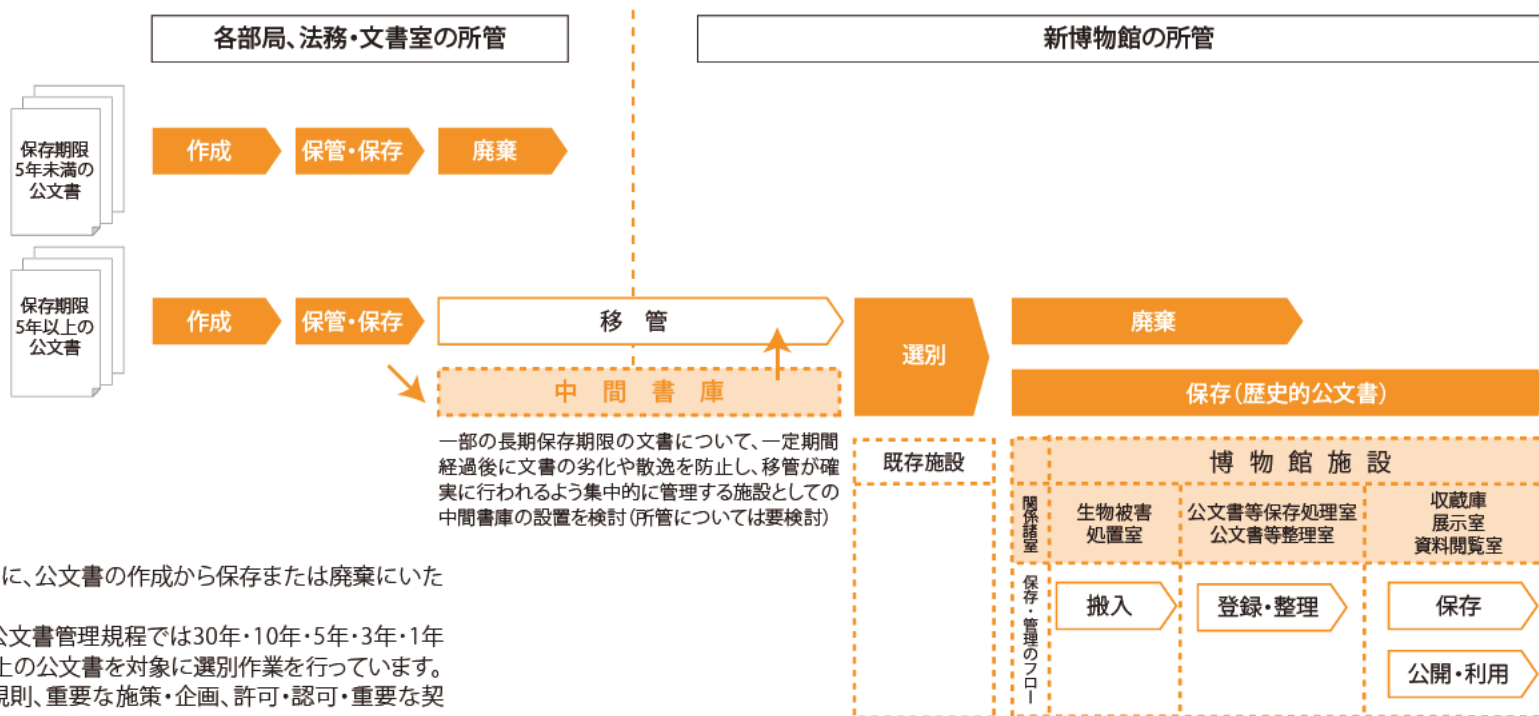 各部局、法務・文書室の所管
新博物館の所管
保存期限
5年未満の
公文書
作成
保管・保存
廃棄
保存期限
5年以上の
公文書
作成
保管・保存
移 管
選別
廃棄
中 間 書 庫
保存(歴史的公文書)
一部の長期保存期限の文書について、一定期間
経過後に文書の劣化や散逸を防止し、移管が確
実に行われるよう集中的に管理する施設としての
中間書庫の設置を検討(所管については要検討)
既存施設
博 物 館 施 設
関係諸室
生物被害
処置室
公文書等保存処理室
公文書等整理室
収蔵庫
展示室
資料閲覧室
保存・管理のフロー
搬入
登録・整理
保存
公開・利用
に、公文書の作成から保存または廃棄にいた
公文書管理規程では30年・10年・5年・3年・1年
上の公文書を対象に選別作業を行っています。
規則、重要な施策・企画、許可・認可・重要な契